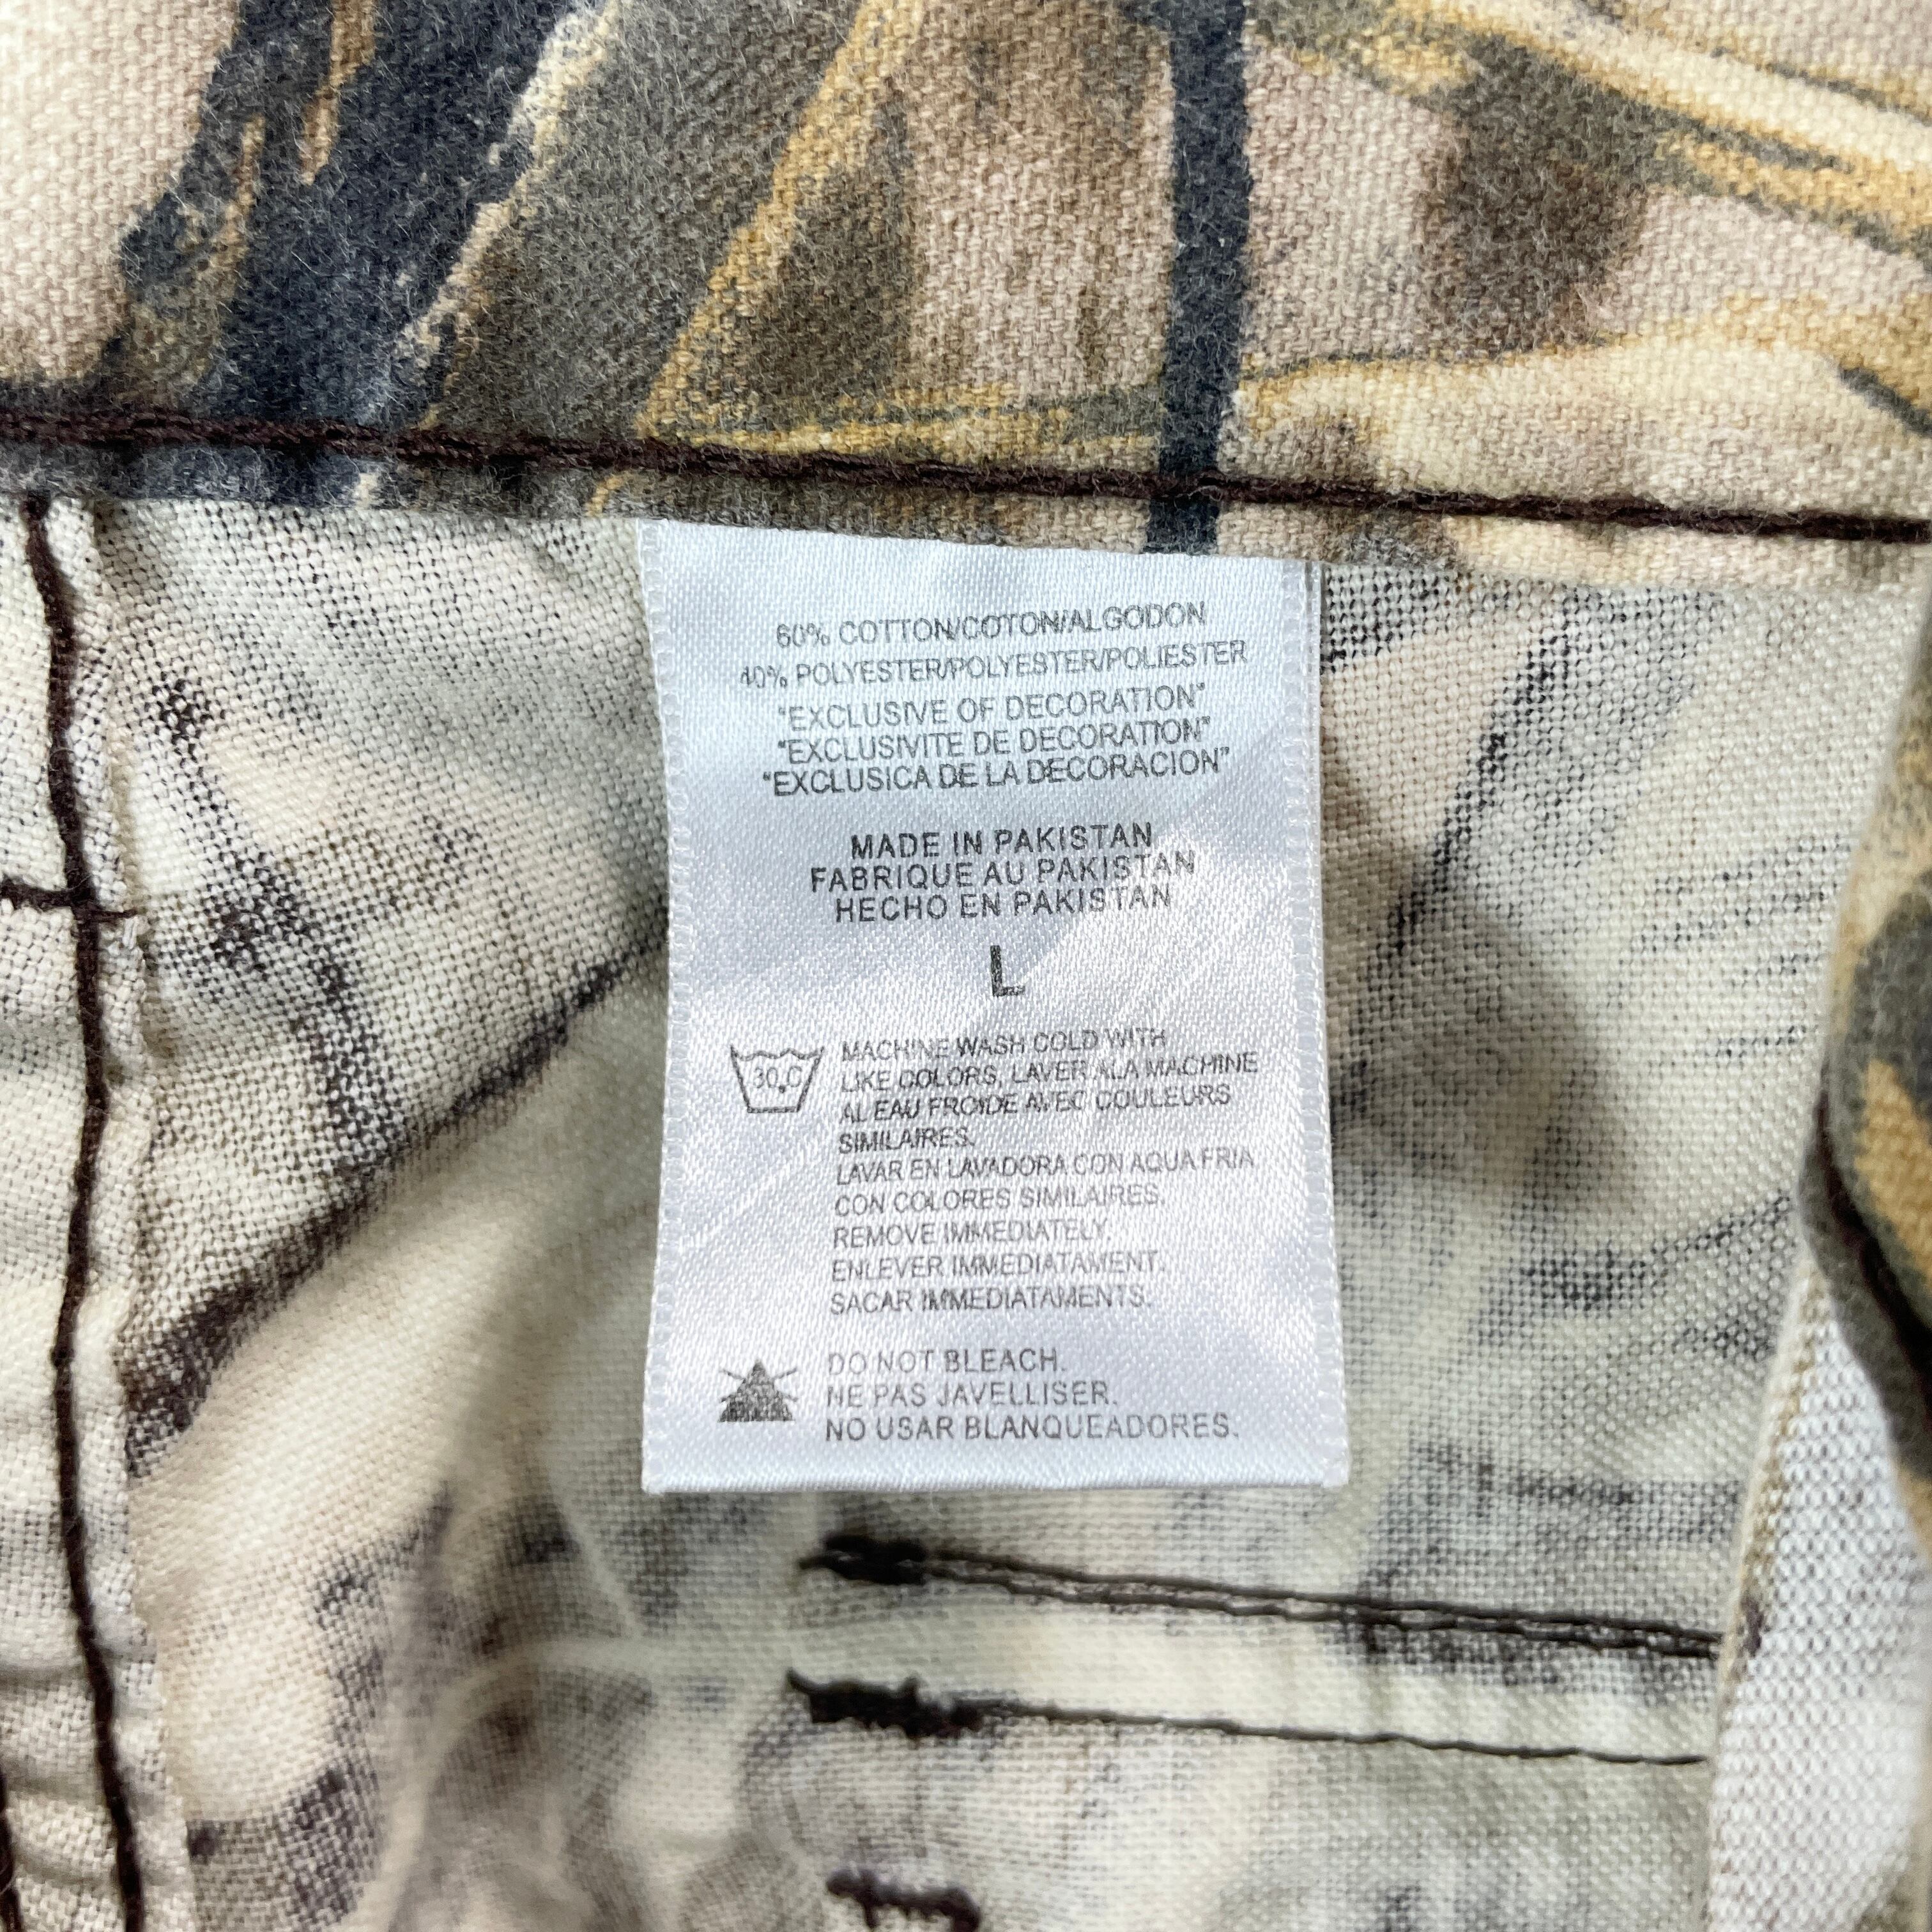 60% COTTON/COTON/ALGODON
40% POLYESTER/POLYESTER/POLIESTER
"EXCLUSIVE OF DECORATION"
"EXCLUSIVITE DE DECORATION"
"EXCLUSICA DE LA DECORACION"
MADE IN PAKISTAN
FABRIQUE AU PAKISTAN
HECHO EN PAKISTAN
L
30°C
MACHINE WASH COLD WITH
LIKE COLORS, LAVER ALA MACHINE
AL EAU FROIDE AVEC COULEURS
SIMILAIRES.
LAVAR EN LAVADORA CON AQUA FRIA
CON COLORES SIMILAIRES.
REMOVE IMMEDIATELY.
ENLEVER IMMEDIATAMENT.
SACAR IMMEDIATAMENTS.
DO NOT BLEACH.
NE PAS JAVELLISER.
NO USAR BLANQUEADORES.